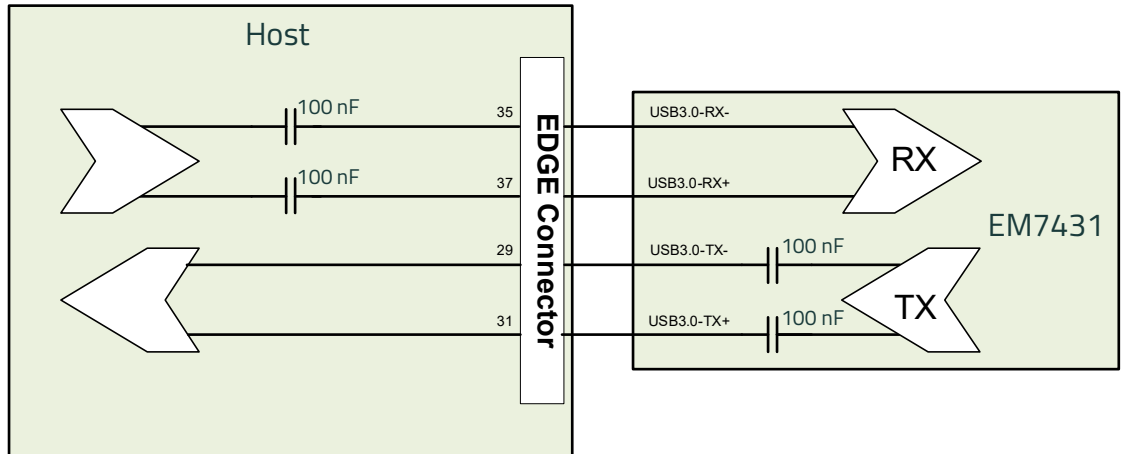 Host
100 nF
35
USB3.0-RX-
100 nF
37
USB3.0-RX+
RX
EDGE Connector
EM7431
29
USB3.0-TX-
100 nF
TX
31
USB3.0-TX+
100 nF